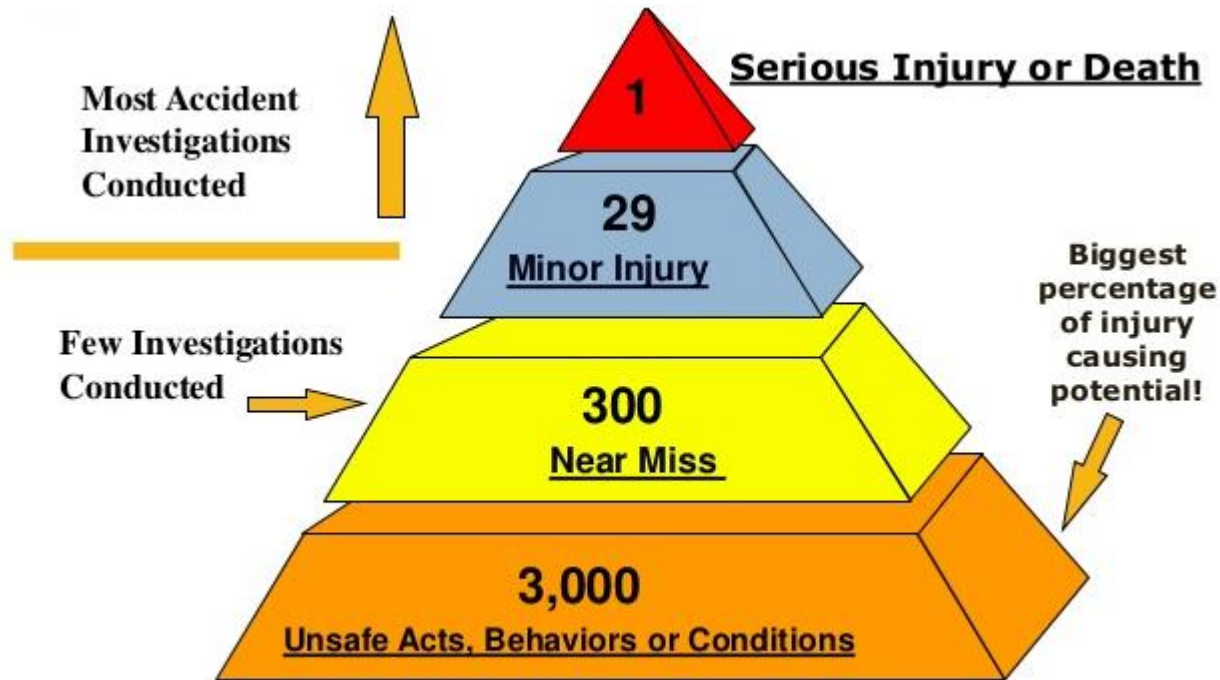 Most Accident
Investigations
Conducted
1
Serious Injury or Death
29
Minor Injury
Few Investigations
Conducted
Biggest
percentage
of injury
causing
potential!
300
Near Miss
3,000
Unsafe Acts, Behaviors or Conditions